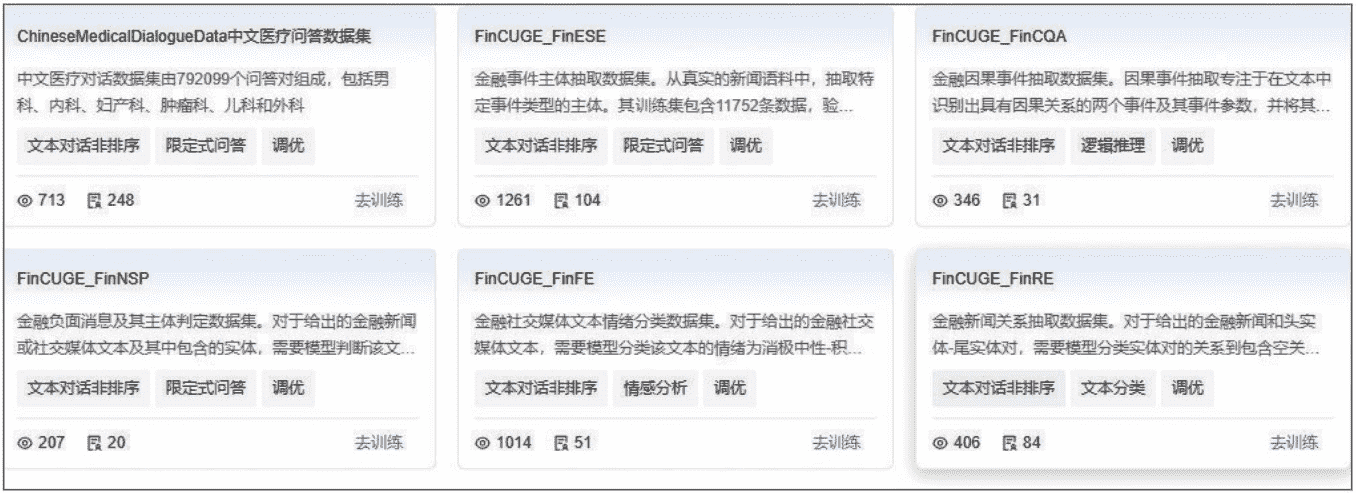 ChineseMedicalDialogueData中文医疗问答数据集
中文医疗对话数据集由792099个问答对组成，包括男
科、内科、妇产科、肿瘤科、儿科和外科
文本对话非排序 限定式问答 调优
713 248 去训练
FinCUGE_FinESE
金融事件主体抽取数据集。从真实的新闻语料中，抽取特
定事件类型的主体。其训练集包含11752条数据，验...
文本对话非排序 限定式问答 调优
1261 104 去训练
FinCUGE_FinCQA
金融因果事件抽取数据集。因果事件抽取专注于在文本中
识别出具有因果关系的两个事件及其事件参数，并将其...
文本对话非排序 逻辑推理 调优
346 31 去训练
FinCUGE_FinNSP
金融负面消息及其主体判定数据集。对于给出的金融新闻
或社交媒体文本及其中包含的实体，需要模型判断该文...
文本对话非排序 限定式问答 调优
207 20 去训练
FinCUGE_FinFE
金融社交媒体文本情绪分类数据集。对于给出的金融社交
媒体文本，需要模型分类该文本的情绪为消极中性-积...
文本对话非排序 情感分析 调优
1014 51 去训练
FinCUGE_FinRE
金融新闻关系抽取数据集。对于给出的金融新闻和头实
体-尾实体对，需要模型分类实体对的关系到包含空关...
文本对话非排序 文本分类 调优
406 84 去训练